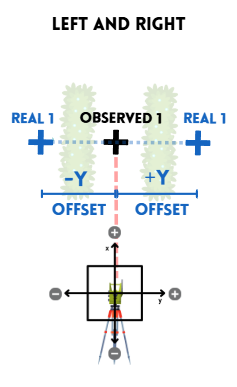 LEFT AND RIGHT
REAL 1 OBSERVED 1 REAL 1
-Y +Y
OFFSET OFFSET
+
x
- y +
-